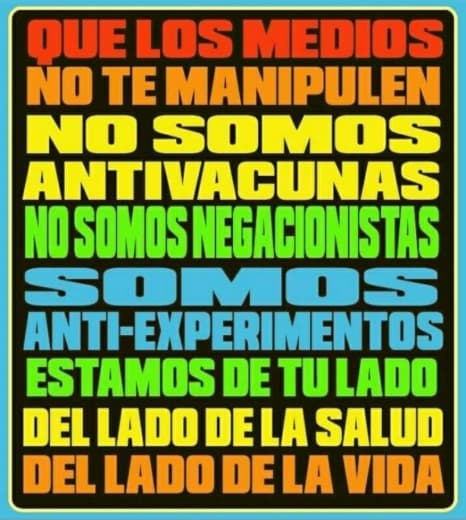 QUE LOS MEDIOS
NO TE MANIPULEN
NO SOMOS
ANTIVACUNAS
NO SOMOS NEGACIONISTAS
SOMOS
ANTI-EXPERIMENTOS
ESTAMOS DE TU LADO
DEL LADO DE LA SALUD
DEL LADO DE LA VIDA